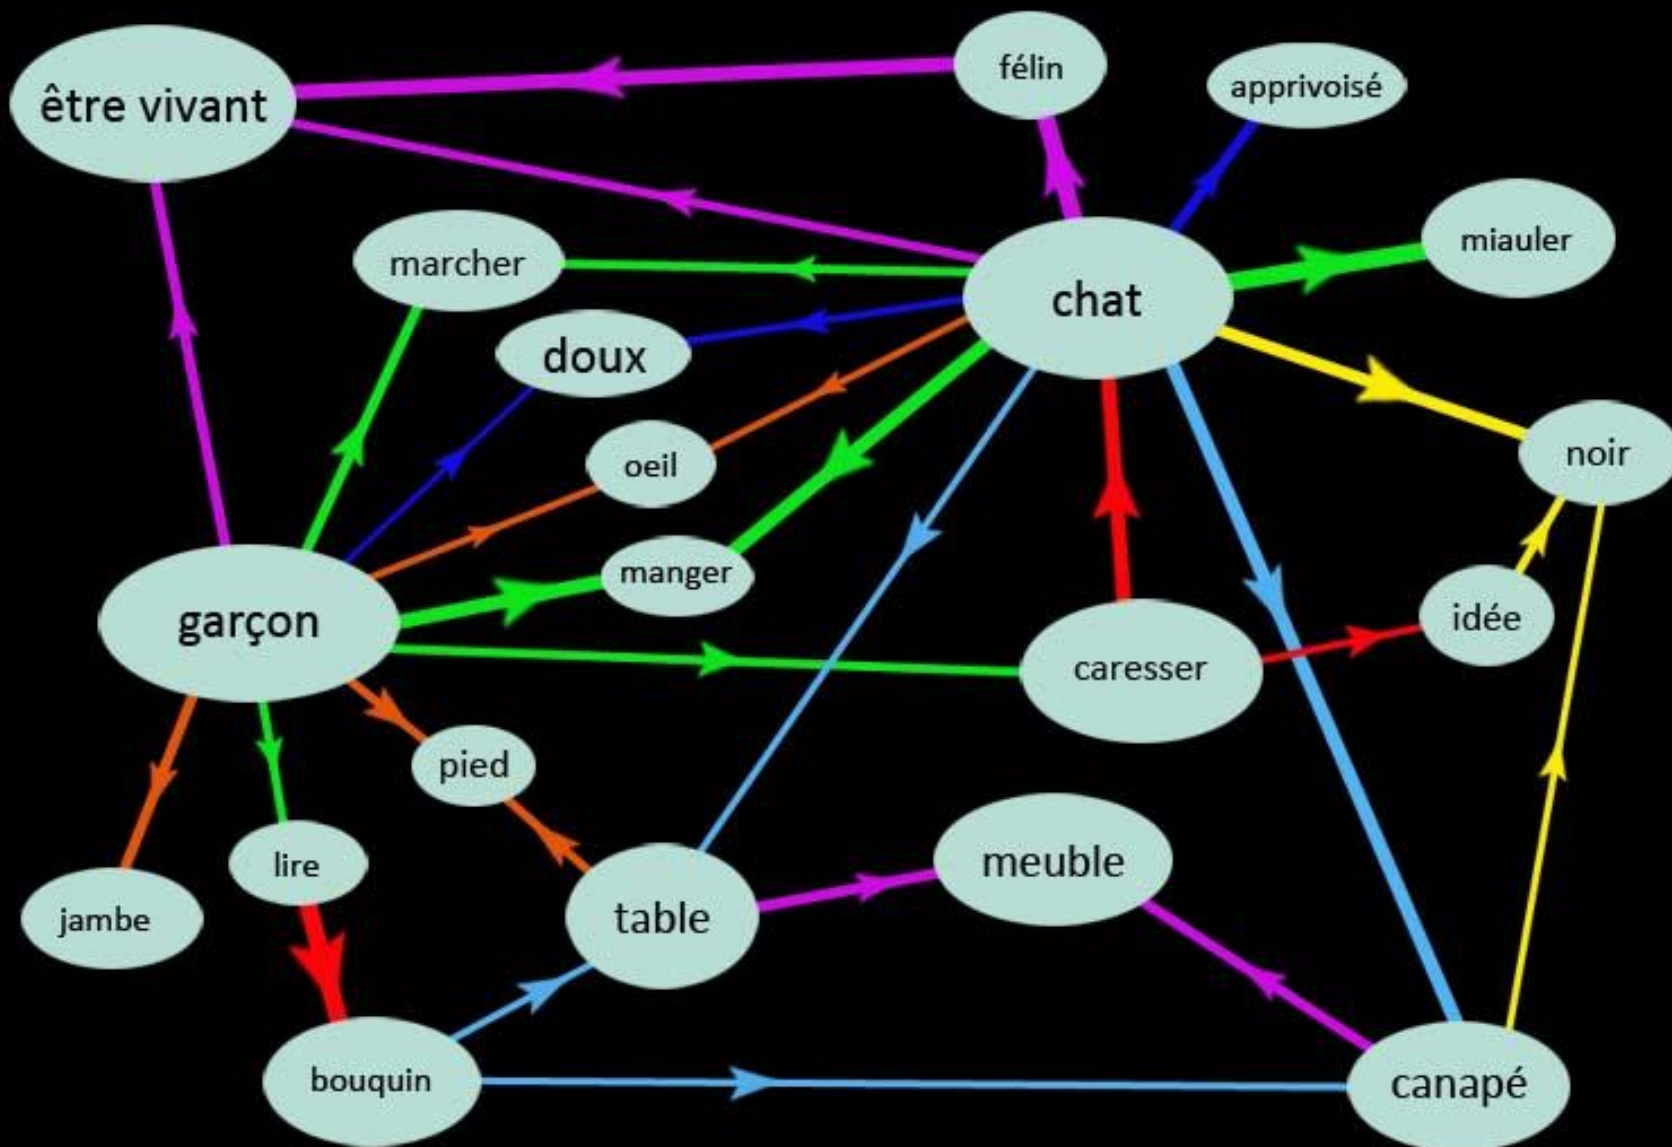 félin
apprivoisé
être vivant
miauler
marcher
chat
doux
noir
oeil
manger
idée
garçon
caresser
pied
meuble
lire
table
jambe
bouquin
canapé